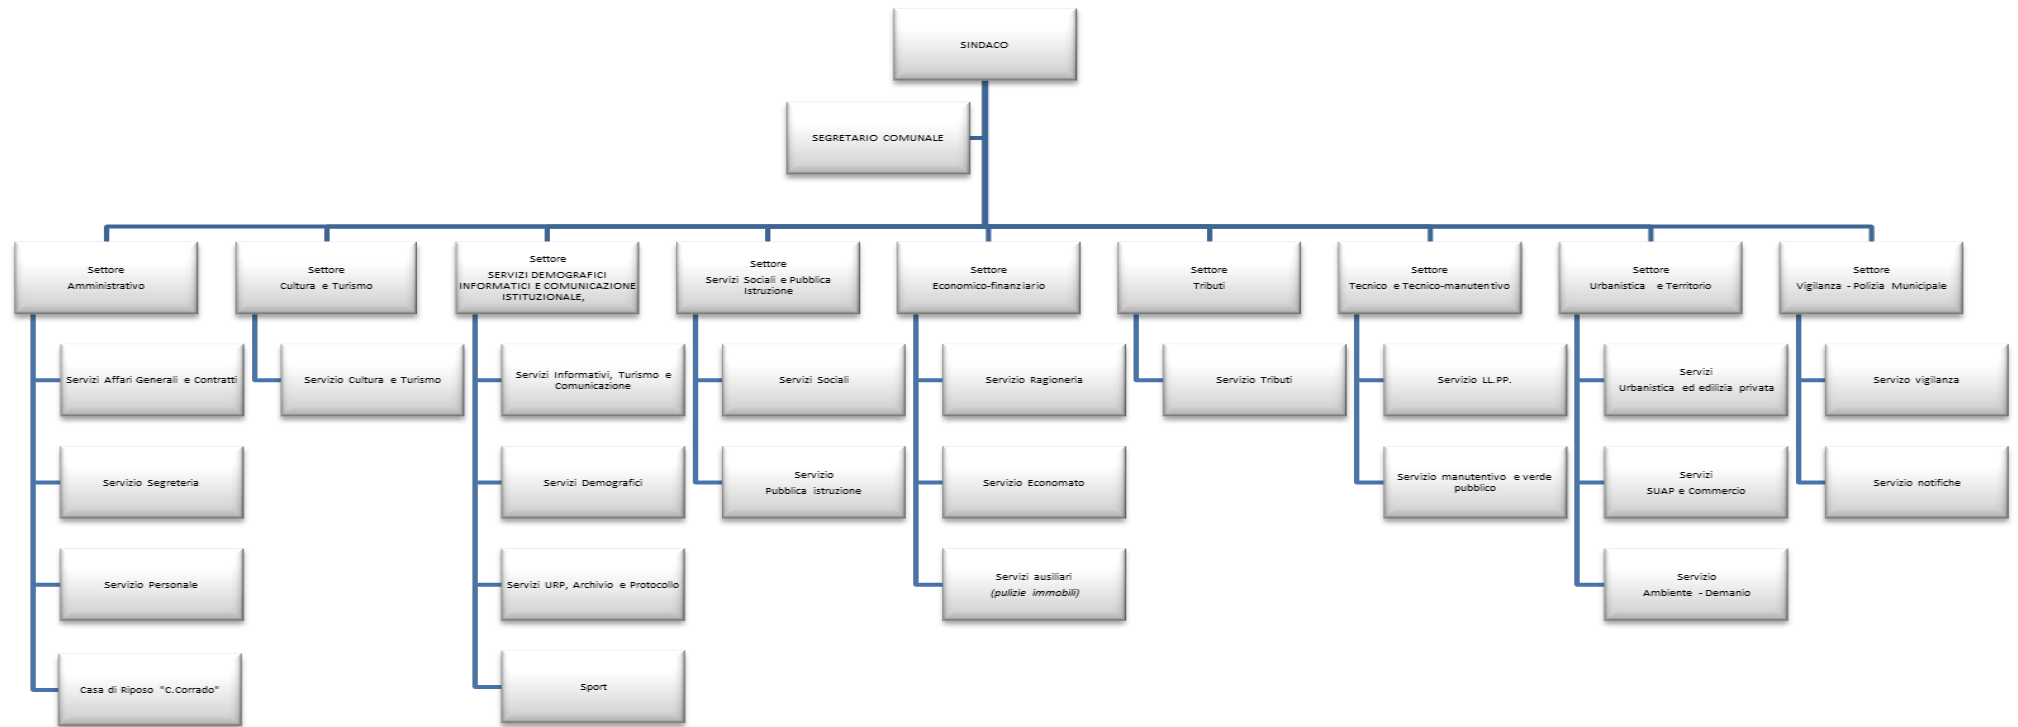 SINDACO
SEGRETARIO COMUNALE
Settore
Amministrativo
Settore
Cultura e Turismo
Settore
SERVIZI DEMOGRAFICI
INFORMATICI E COMUNICAZIONE
ISTITUZIONALE,
Settore
Servizi Sociali e Pubblica
Istruzione
Settore
Economico-finanziario
Settore
Tributi
Settore
Tecnico e Tecnico-manutentivo
Settore
Urbanistica e Territorio
Settore
Vigilanza - Polizia Municipale
Servizi Affari Generali e Contratti
Servizio Cultura e Turismo
Servizi Informativi, Turismo e
Comunicazione
Servizi Sociali
Servizio Ragioneria
Servizio Tributi
Servizio LL.PP.
Servizi
Urbanistica ed edilizia privata
Servizo vigilanza
Servizio Segreteria
Servizi Demografici
Servizio
Pubblica istruzione
Servizio Economato
Servizio manutentivo e verde
pubblico
Servizi
SUAP e Commercio
Servizio notifiche
Servizio Personale
Servizi URP, Archivio e Protocollo
Servizi ausiliari
(pulizie immobili)
Servizio
Ambiente - Demanio
Casa di Riposo "C.Corrado"
Sport